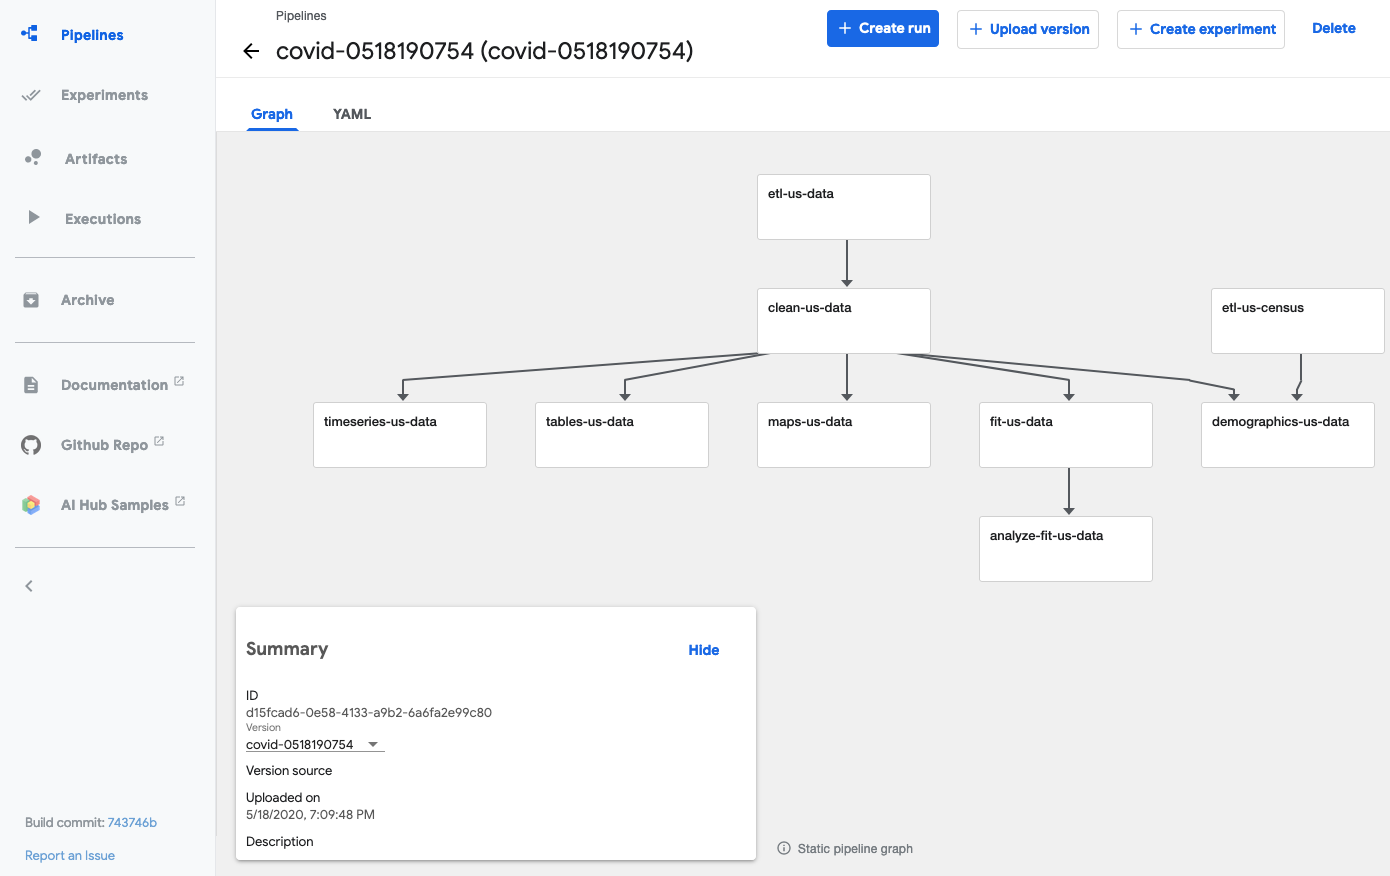 Pipelines
Experiments
Artifacts
Executions
Archive
Documentation
Github Repo
AI Hub Samples
Build commit: 743746b
Report an Issue
Pipelines
covid-0518190754 (covid-0518190754)
+ Create run
+ Upload version
+ Create experiment
Delete
Graph
YAML
etl-us-data
clean-us-data
etl-us-census
timeseries-us-data
tables-us-data
maps-us-data
fit-us-data
demographics-us-data
analyze-fit-us-data
Summary
Hide
ID
d15fcad6-0e58-4133-a9b2-6a6fa2e99c80
Version
covid-0518190754
Version source
Uploaded on
5/18/2020, 7:09:48 PM
Description
Static pipeline graph